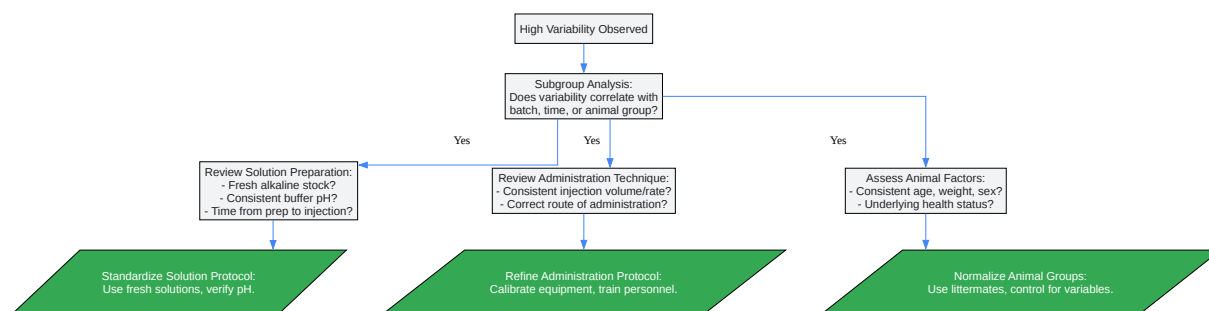 High Variability Observed
Subgroup Analysis:
Does variability correlate with
batch, time, or animal group?
Yes
Yes
Yes
Review Solution Preparation:
- Fresh alkaline stock?
- Consistent buffer pH?
- Time from prep to injection?
Review Administration Technique:
- Consistent injection volume/rate?
- Correct route of administration?
Assess Animal Factors:
- Consistent age, weight, sex?
- Underlying health status?
Standardize Solution Protocol:
Use fresh solutions, verify pH.
Refine Administration Protocol:
Calibrate equipment, train personnel.
Normalize Animal Groups:
Use littermates, control for variables.